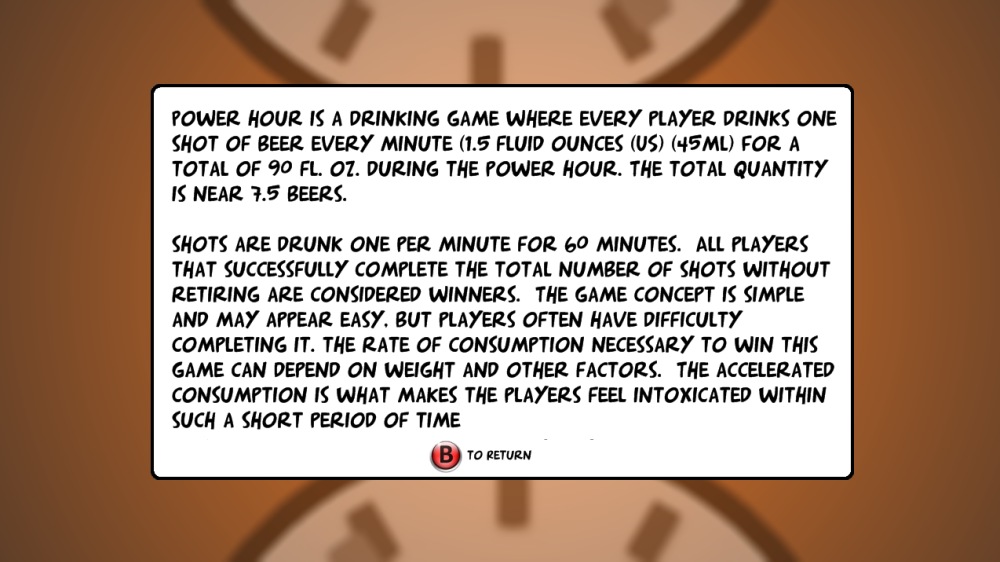 POWER HOUR IS A DRINKING GAME WHERE EVERY PLAYER DRINKS ONE
SHOT OF BEER EVERY MINUTE (1.5 FLUID OUNCES (US) (45ML) FOR A
TOTAL OF 90 FL. OZ. DURING THE POWER HOUR. THE TOTAL QUANTITY
IS NEAR 7.5 BEERS.
SHOTS ARE DRUNK ONE PER MINUTE FOR 60 MINUTES.  ALL PLAYERS
THAT SUCCESSFULLY COMPLETE THE TOTAL NUMBER OF SHOTS WITHOUT
RETIRING ARE CONSIDERED WINNERS.  THE GAME CONCEPT IS SIMPLE
AND MAY APPEAR EASY. BUT PLAYERS OFTEN HAVE DIFFICULTY
COMPLETING IT. THE RATE OF CONSUMPTION NECESSARY TO WIN THIS
GAME CAN DEPEND ON WEIGHT AND OTHER FACTORS.  THE ACCELERATED
CONSUMPTION IS WHAT MAKES THE PLAYERS FEEL INTOXICATED WITHIN
SUCH A SHORT PERIOD OF TIME
B TO RETURN